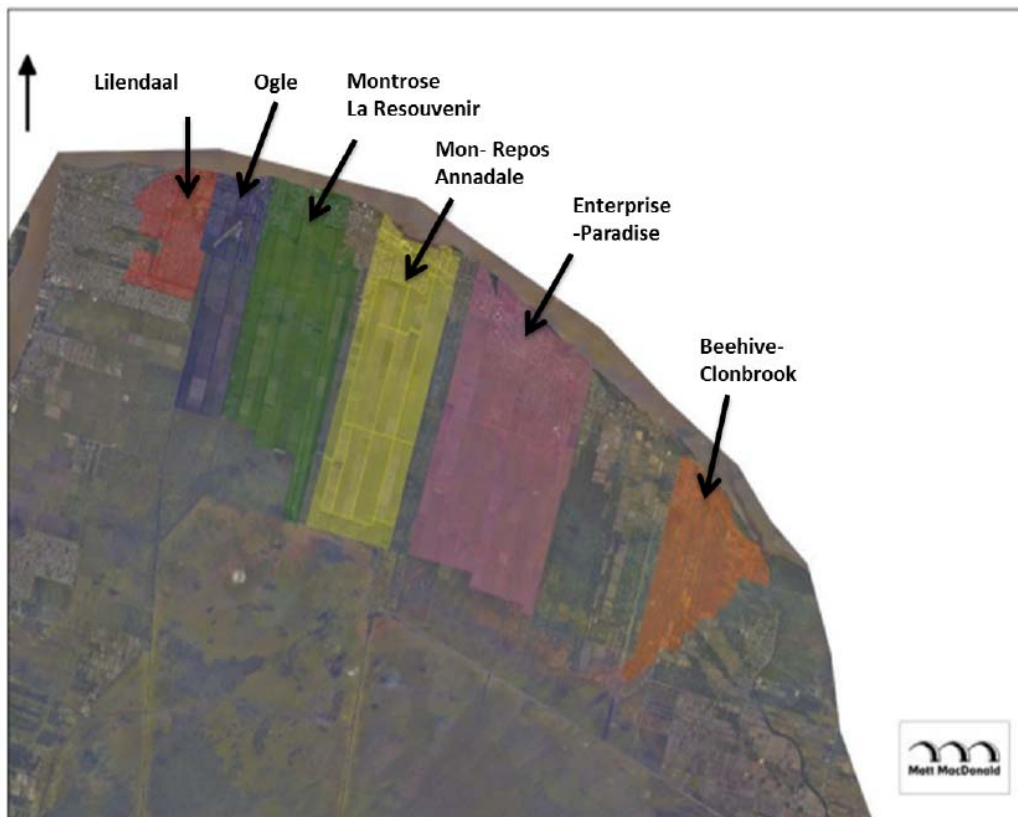 Lilendaal
Ogle
Montrose
La Resouvenir
Mon- Repos
Annadale
Enterprise
-Paradise
Beehive-
Clonbrook
Mott MacDonald